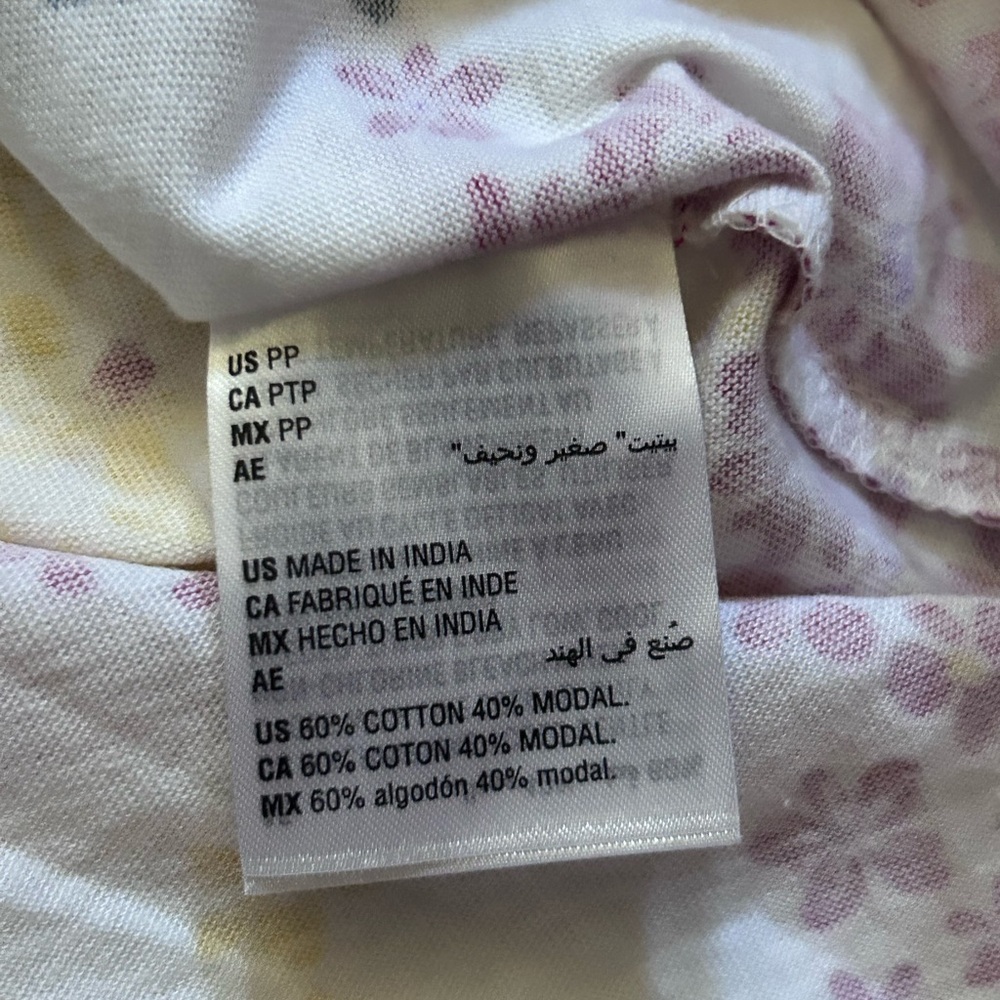 US PP
CA PTP
MX PP
AE بيتيت" صغير ونحيف"
US MADE IN INDIA
CA FABRIQUÉ EN INDE
MX HECHO EN INDIA
AE صُنع في الهند
US 60% COTTON 40% MODAL.
CA 60% COTON 40% MODAL.
MX 60% algodón 40% modal.